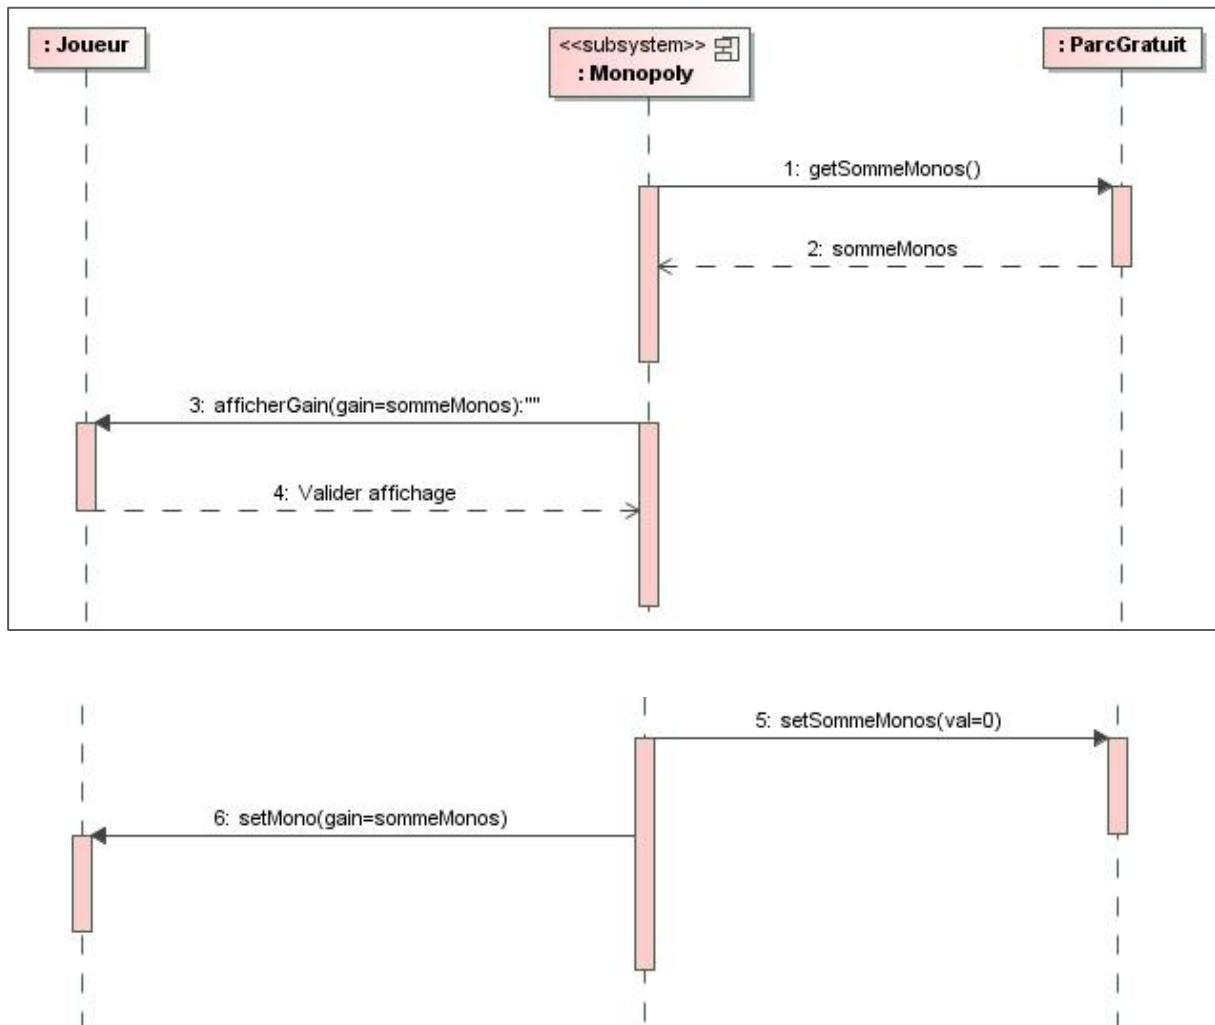 : Joueur
<<subsystem>>
: Monopoly
: ParcGratuit
1: getSommeMonos()
2: sommeMonos
3: afficherGain(gain=sommeMonos):""
4: Valider affichage
5: setSommeMonos(val=0)
6: setMono(gain=sommeMonos)